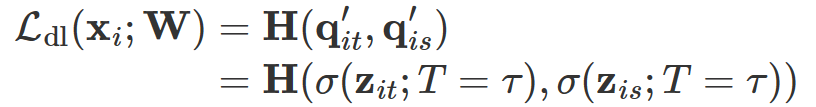 ℒ_dl(𝐱_i; 𝐖) = 𝐇(𝐪′_it, 𝐪′_is)
= 𝐇(σ(𝐳_it; T = τ), σ(𝐳_is; T = τ))